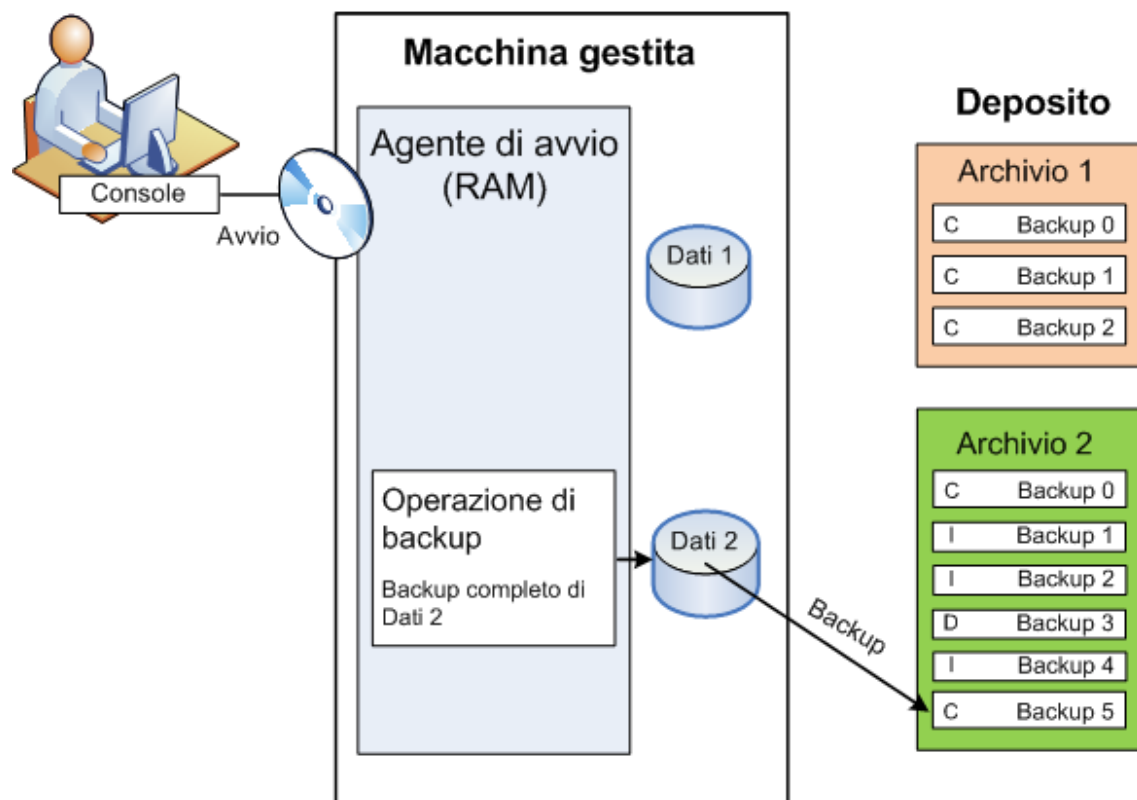 Macchina gestita
Console
Avvio
Agente di avvio
(RAM)
Dati 1
Operazione di
backup
Backup completo di
Dati 2
Dati 2
Backup
Deposito
Archivio 1
C Backup 0
C Backup 1
C Backup 2
Archivio 2
C Backup 0
I Backup 1
I Backup 2
D Backup 3
I Backup 4
C Backup 5